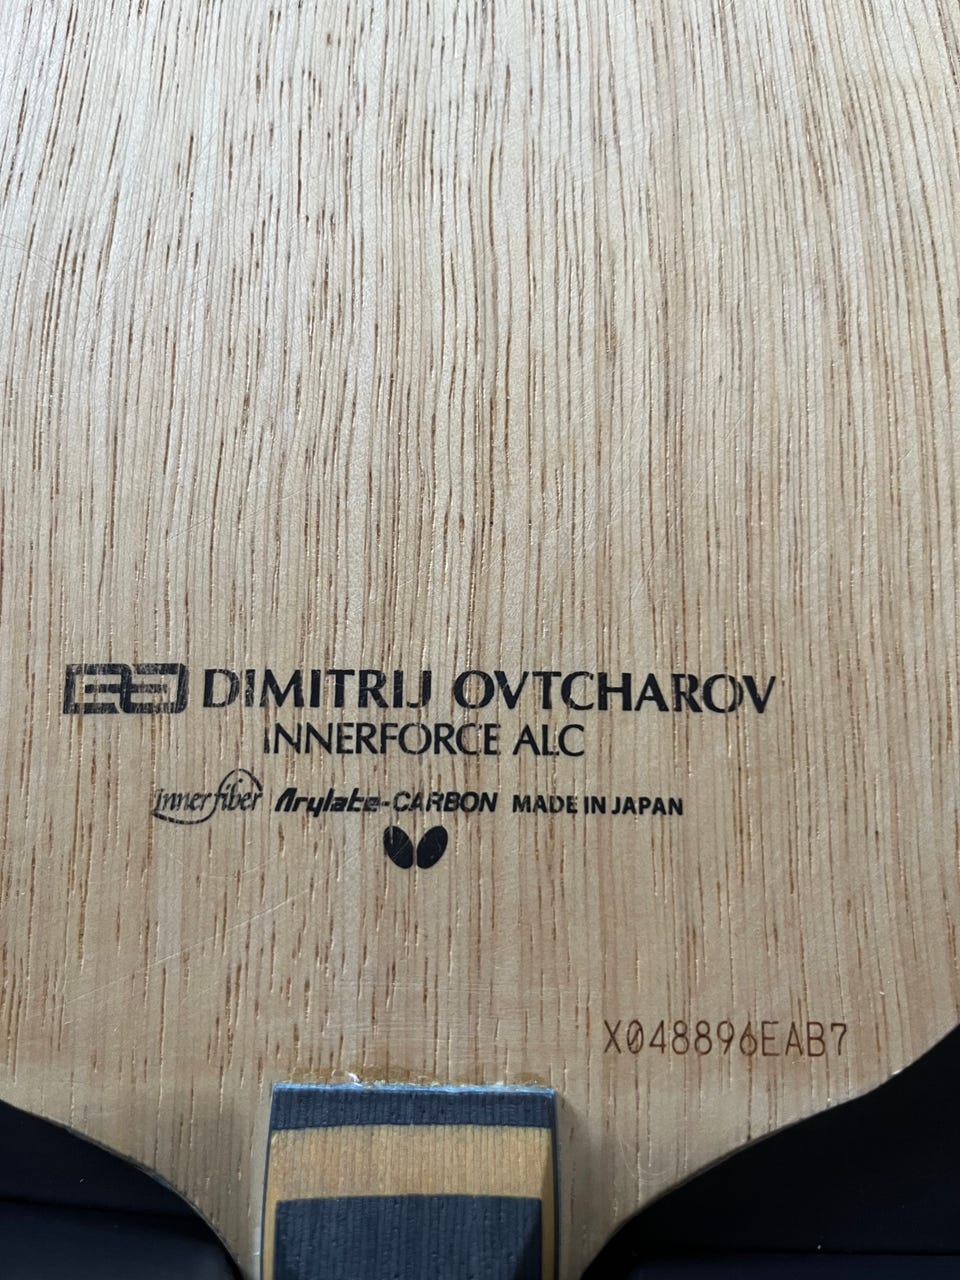 DIMITRIJ OVTCHAROV
INNERFORCE ALC
Innerfiber Arylate-CARBON MADE IN JAPAN
X048896EAB7